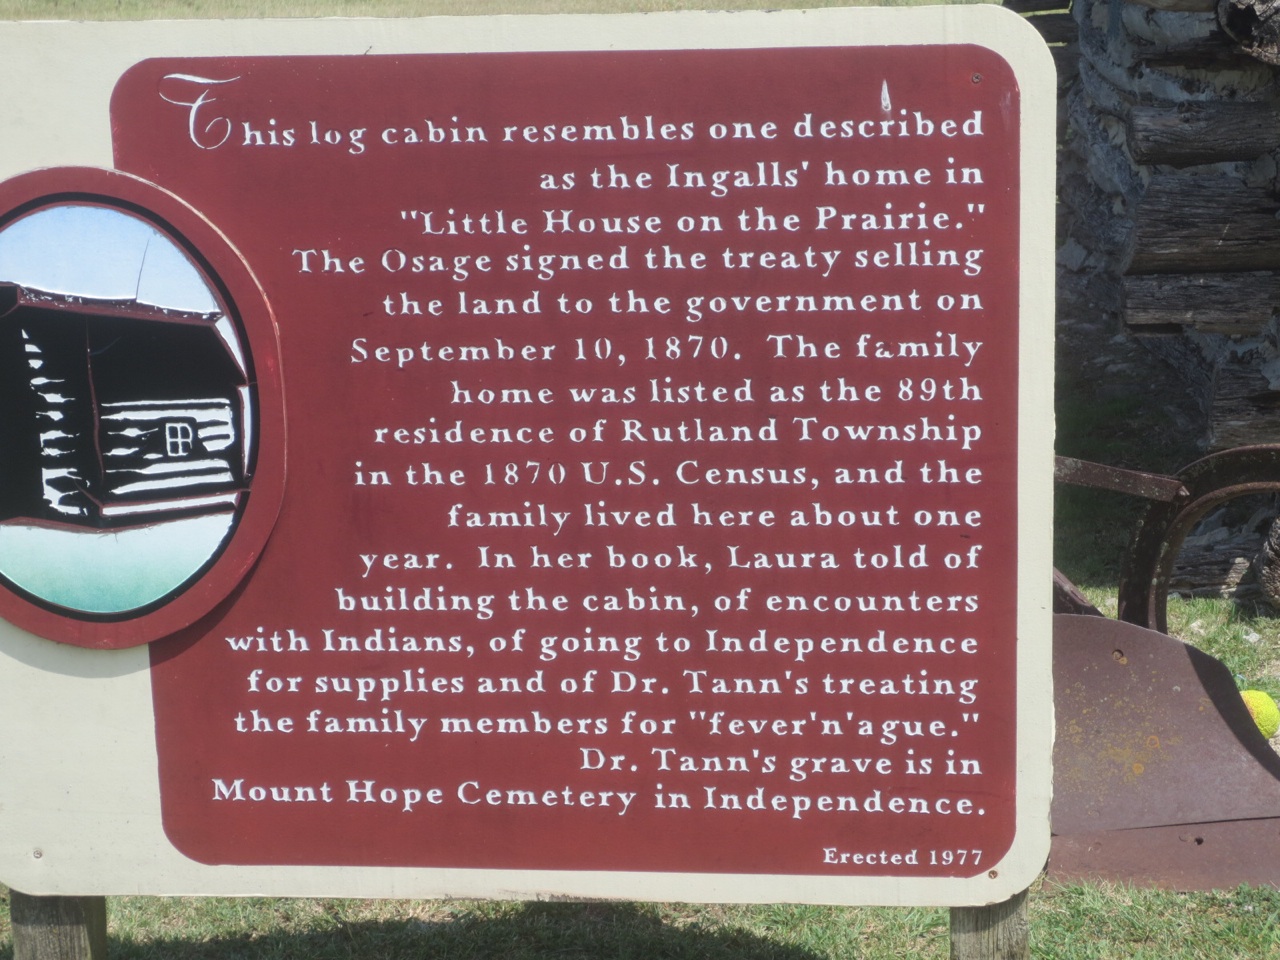 This log cabin resembles one described
as the Ingalls' home in
"Little House on the Prairie."
The Osage signed the treaty selling
the land to the government on
September 10, 1870. The family
home was listed as the 89th
residence of Rutland Township
in the 1870 U.S. Census, and the
family lived here about one
year. In her book, Laura told of
building the cabin, of encounters
with Indians, of going to Independence
for supplies and of Dr. Tann's treating
the family members for "fever'n'ague."
Dr. Tann's grave is in
Mount Hope Cemetery in Independence.
Erected 1977